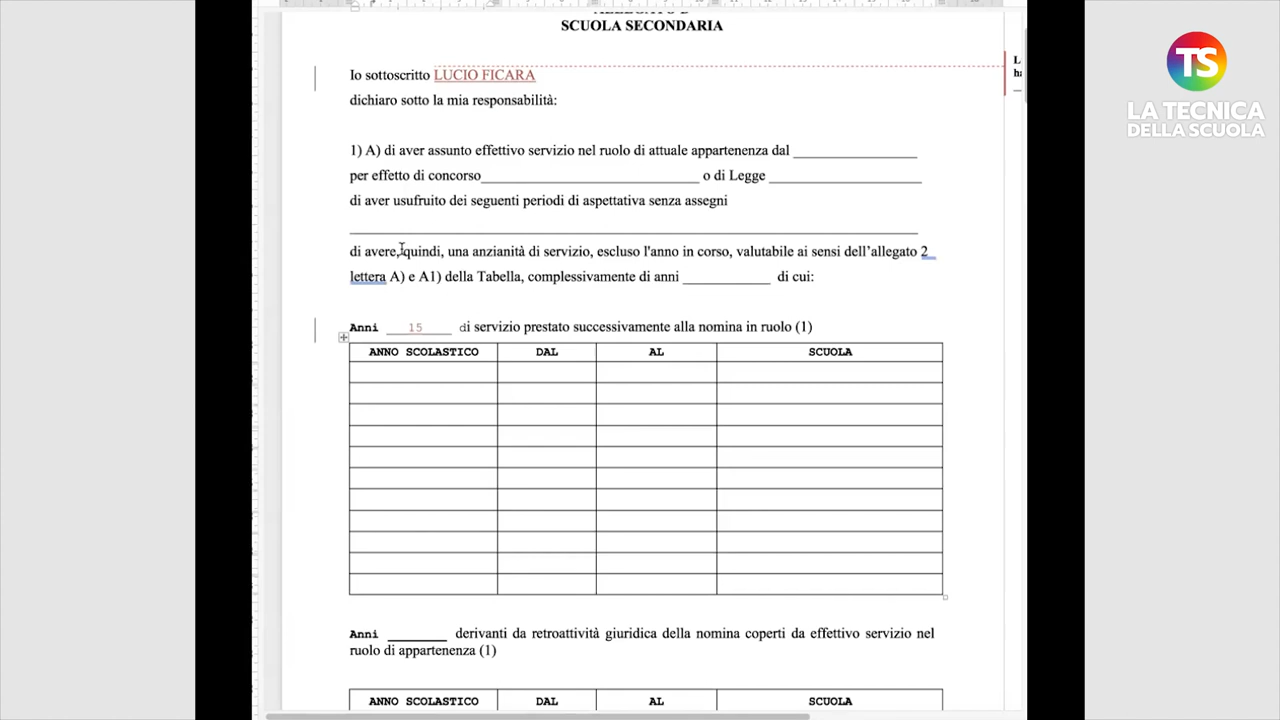 ALLEGATO D
SCUOLA SECONDARIA
TS
LA TECNICA
DELLA SCUOLA
Io sottoscritto LUCIO FICARA
dichiaro sotto la mia responsabilità:
1) A) di aver assunto effettivo servizio nel ruolo di attuale appartenenza dal ________________
per effetto di concorso____________________________ o di Legge ____________________
di aver usufruito dei seguenti periodi di aspettativa senza assegni
di avere, quindi, una anzianità di servizio, escluso l'anno in corso, valutabile ai sensi dell’allegato 2
lettera A) e A1) della Tabella, complessivamente di anni ___________ di cui:
Anni ___15____ di servizio prestato successivamente alla nomina in ruolo (1)
ANNO SCOLASTICO DAL AL SCUOLA
Anni _______ derivanti da retroattività giuridica della nomina coperti da effettivo servizio nel
ruolo di appartenenza (1)
ANNO SCOLASTICO DAL AL SCUOLA